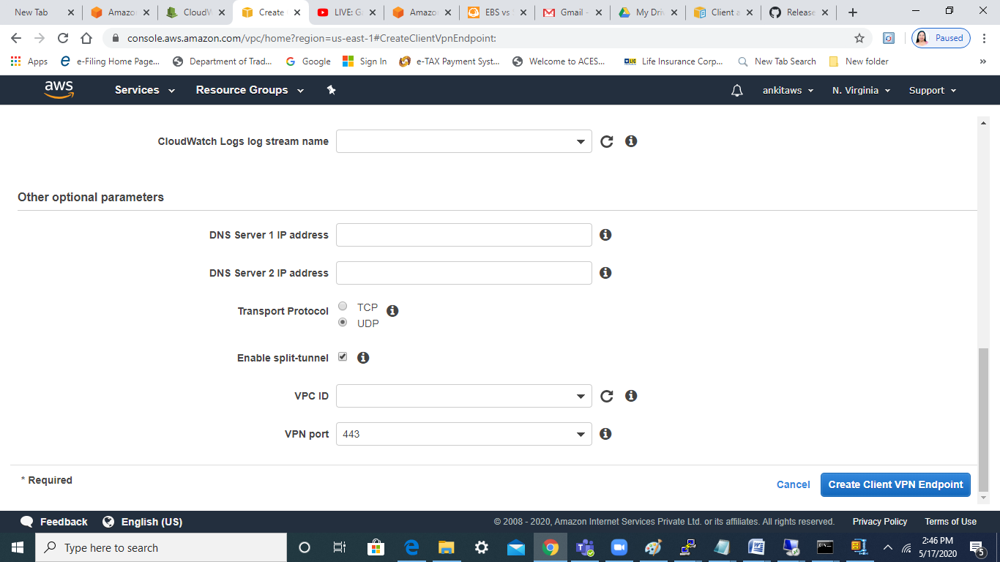 New Tab
Amazo
CloudW
Create
LIVE: G
Amazo
EBS vs
Gmail -
My Driv
Client a
Release
console.aws.amazon.com/vpc/home?region=us-east-1#CreateClientVpnEndpoint:
Paused
Apps
e-Filing Home Page...
Department of Trad...
Google
Sign In
e-TAX Payment Syst...
Welcome to ACES...
Life Insurance Corp...
New Tab Search
New folder
»
aws
Services
Resource Groups
ankitaws
N. Virginia
Support
CloudWatch Logs log stream name
Other optional parameters
DNS Server 1 IP address
DNS Server 2 IP address
Transport Protocol
TCP
UDP
Enable split-tunnel
VPC ID
VPN port
443
* Required
Cancel
Create Client VPN Endpoint
Feedback
English (US)
© 2008 - 2020, Amazon Internet Services Private Ltd. or its affiliates. All rights reserved.
Privacy Policy
Terms of Use
Type here to search
2:46 PM
5/17/2020
5